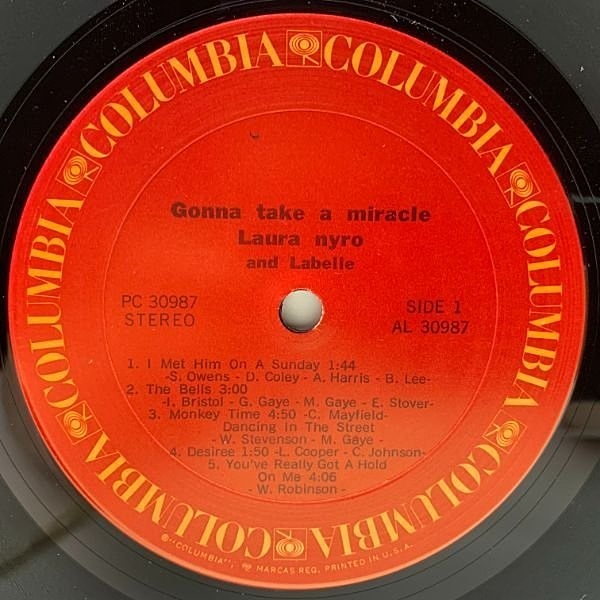 COLUMBIA COLUMBIA COLUMBIA COLUMBIA COLUMBIA COLUMBIA COLUMBIA
Gonna take a miracle
Laura nyro
and Labelle
PC 30987
STEREO
SIDE 1
AL 30987
1. I Met Him On A Sunday 1:44
-S. Owens - D. Coley - A. Harris - B. Lee-
2. The Bells 3:00
-I. Bristol - G. Gaye - M. Gaye - E. Stover-
3. Monkey Time 4:50 -C. Mayfield-
Dancing In The Street
- W. Stevenson - M. Gaye -
4. Desiree 1:50 -L. Cooper - C. Johnson-
5. You've Really Got A Hold
On Me 4:06
- W. Robinson -
®"COLUMBIA", MARCAS REG. PRINTED IN U.S.A.